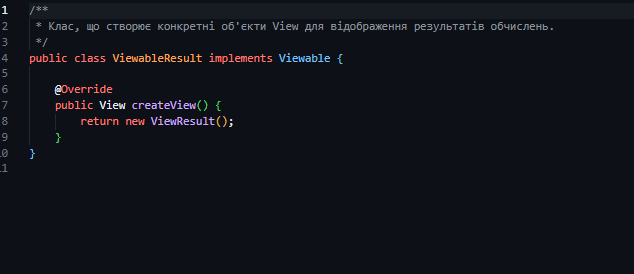 1 /**
2  * Клас, що створює конкретні об'єкти View для відображення результатів обчислень.
3  */
4 public class ViewableResult implements Viewable {
5
6     @Override
7     public View createView() {
8         return new ViewResult();
9     }
10 }
11